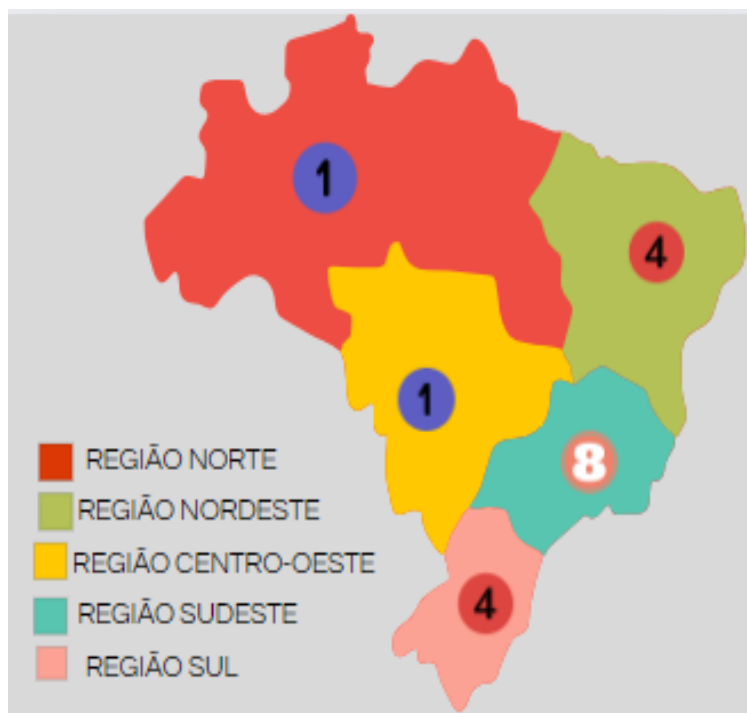 1
4
1
8
4
REGIÃO NORTE
REGIÃO NORDESTE
REGIÃO CENTRO-OESTE
REGIÃO SUDESTE
REGIÃO SUL